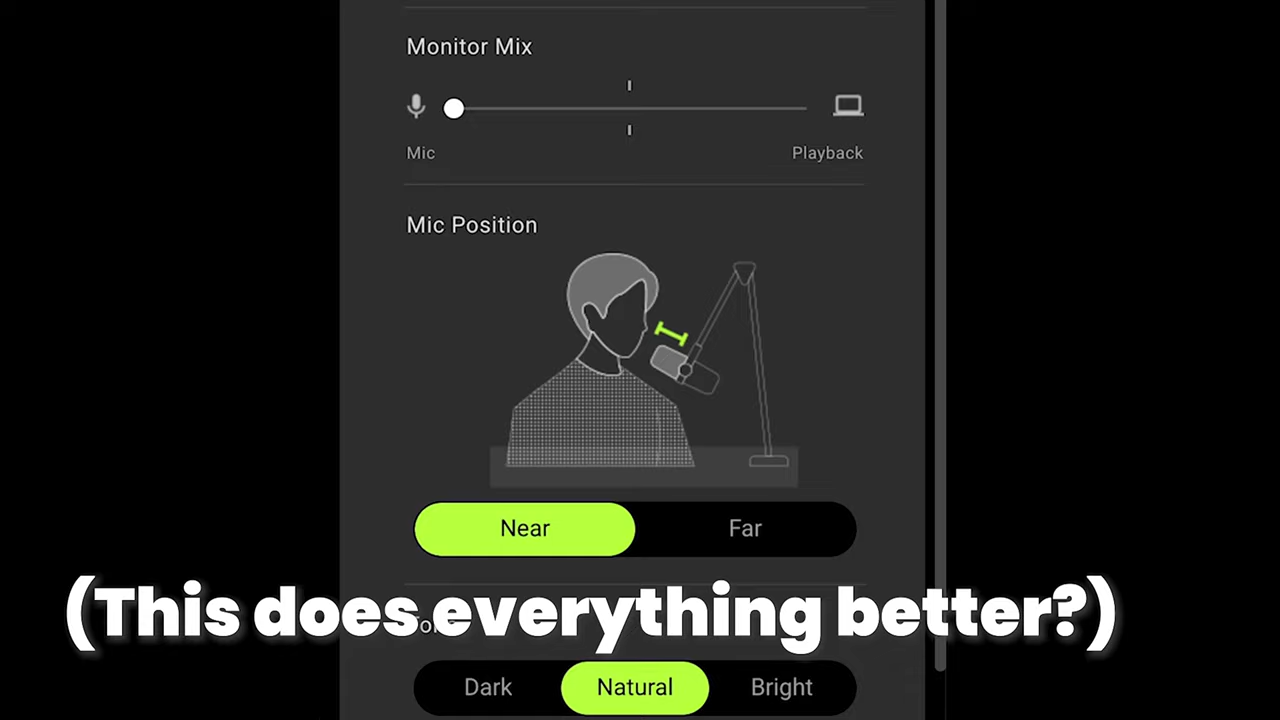 Monitor Mix
Mic
Playback
Mic Position
Near
Far
(This does everything better?)
Dark
Natural
Bright